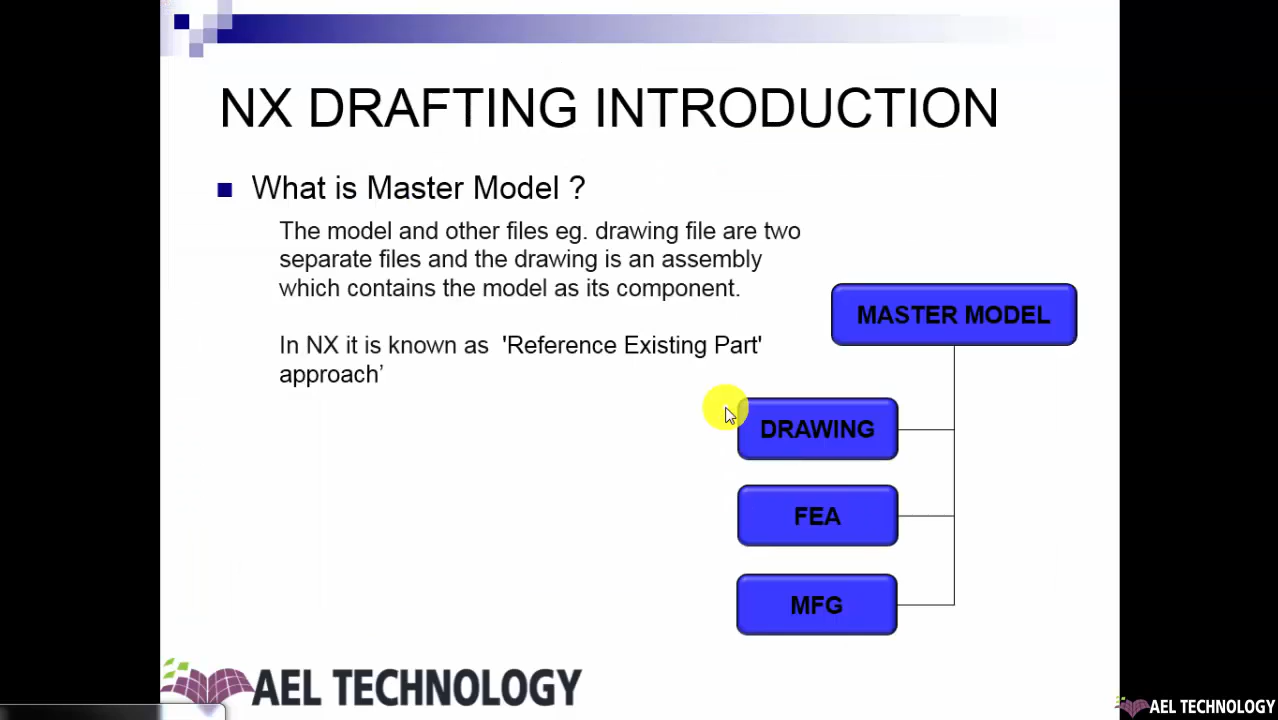 NX DRAFTING INTRODUCTION
What is Master Model ?
The model and other files eg. drawing file are two
separate files and the drawing is an assembly
which contains the model as its component.
In NX it is known as 'Reference Existing Part'
approach’
MASTER MODEL
DRAWING
FEA
MFG
AEL TECHNOLOGY
AEL TECHNOLOGY